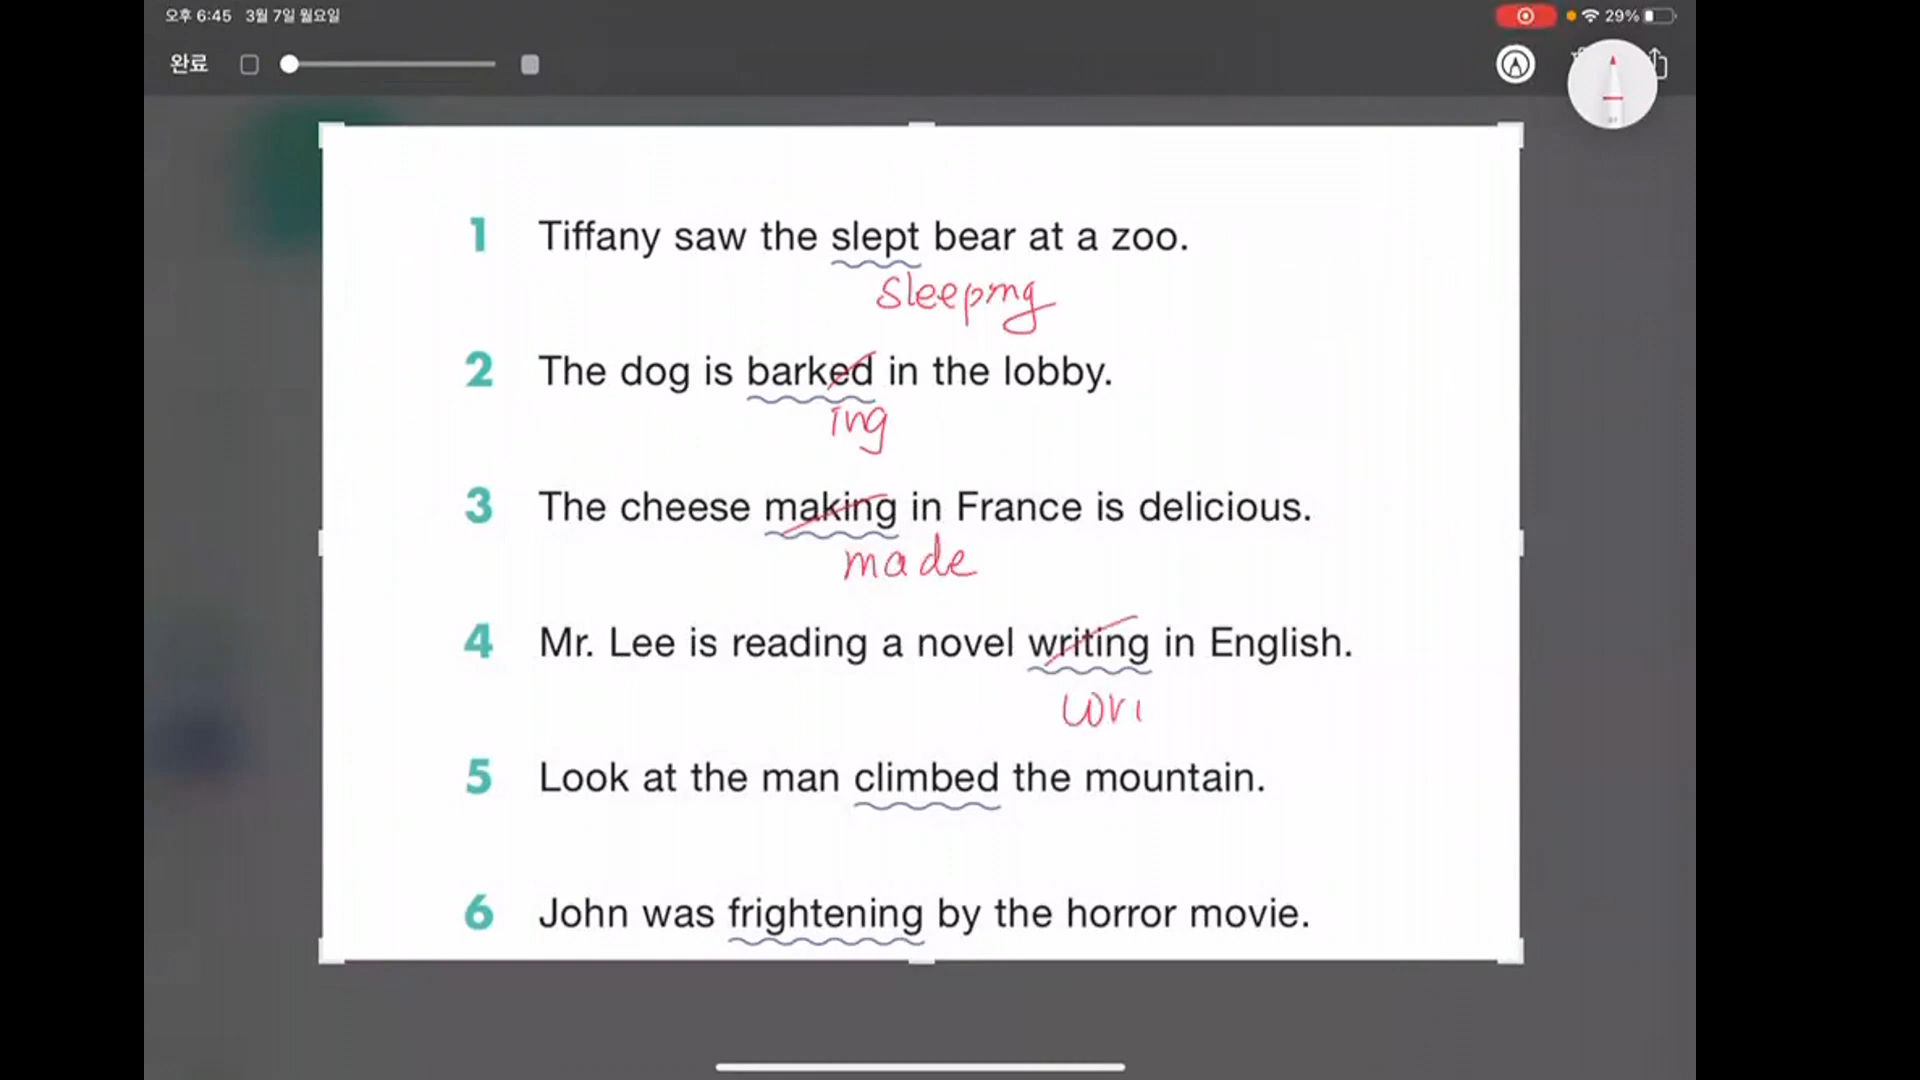 오후 6:45 3월 7일 월요일 29%
완료
1 Tiffany saw the slept bear at a zoo.
sleeping
2 The dog is barked in the lobby.
ing
3 The cheese making in France is delicious.
made
4 Mr. Lee is reading a novel writing in English.
wri
5 Look at the man climbed the mountain.
6 John was frightening by the horror movie.